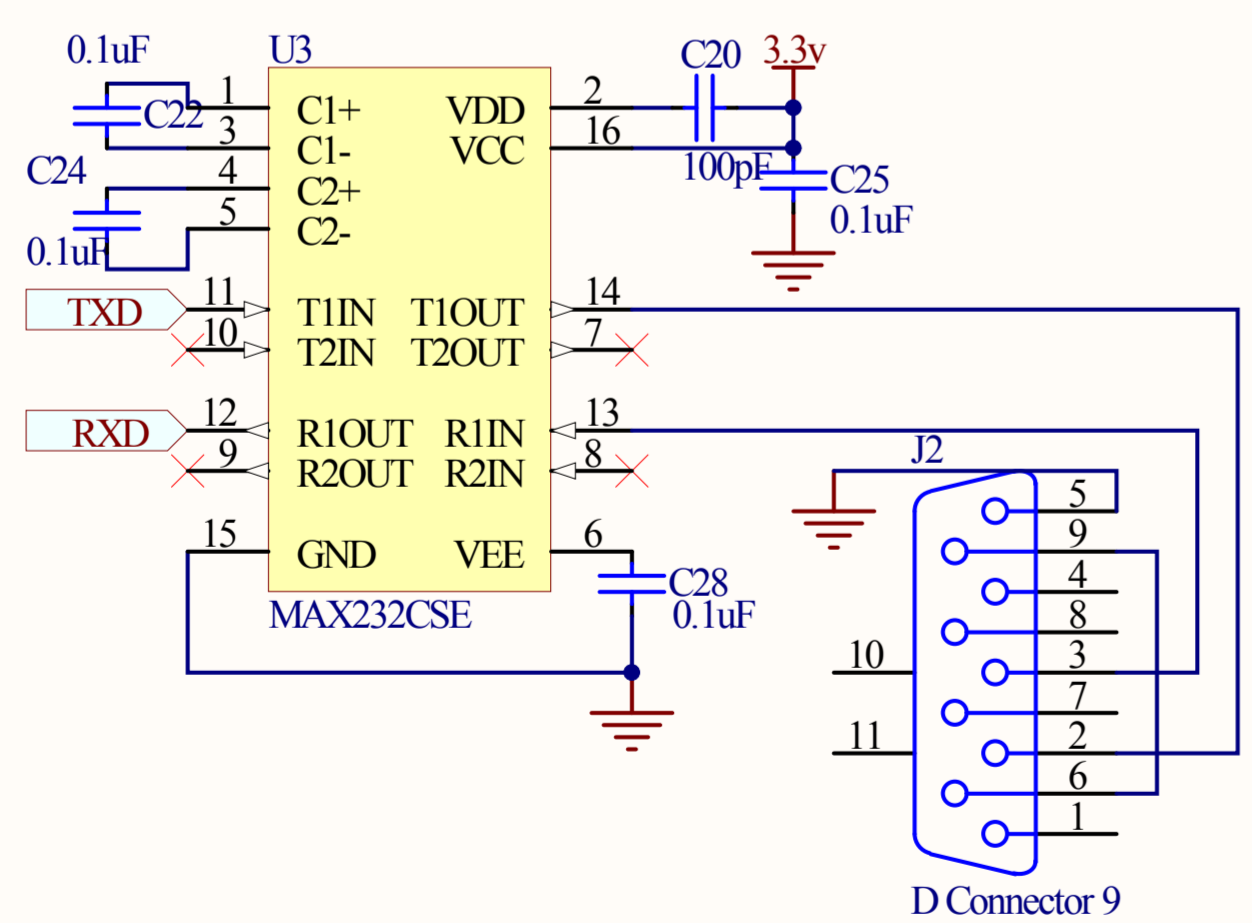 0.1uF
U3
C20
3.3v
1
C1+
VDD
2
C22
3
C1-
VCC
16
100pF
C24
4
C2+
C25
0.1uF
5
C2-
0.1uF
TXD
11
T1IN
T1OUT
14
10
T2IN
T2OUT
7
RXD
12
R1OUT
R1IN
13
9
R2OUT
R2IN
8
J2
15
GND
VEE
6
C28
0.1uF
MAX232CSE
5
9
4
8
10
3
7
11
2
6
1
D Connector 9